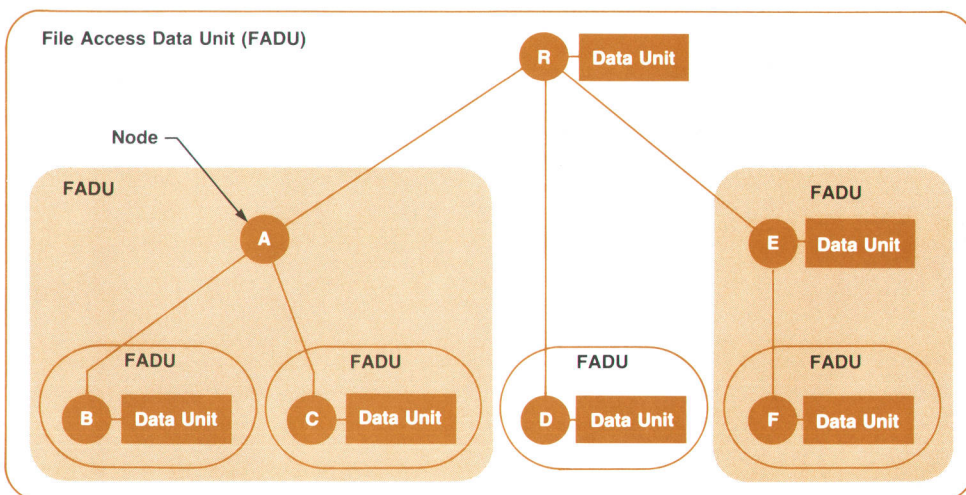 File Access Data Unit (FADU)
R
Data Unit
Node
FADU
A
FADU
E
Data Unit
FADU
B
Data Unit
FADU
C
Data Unit
FADU
D
Data Unit
FADU
F
Data Unit